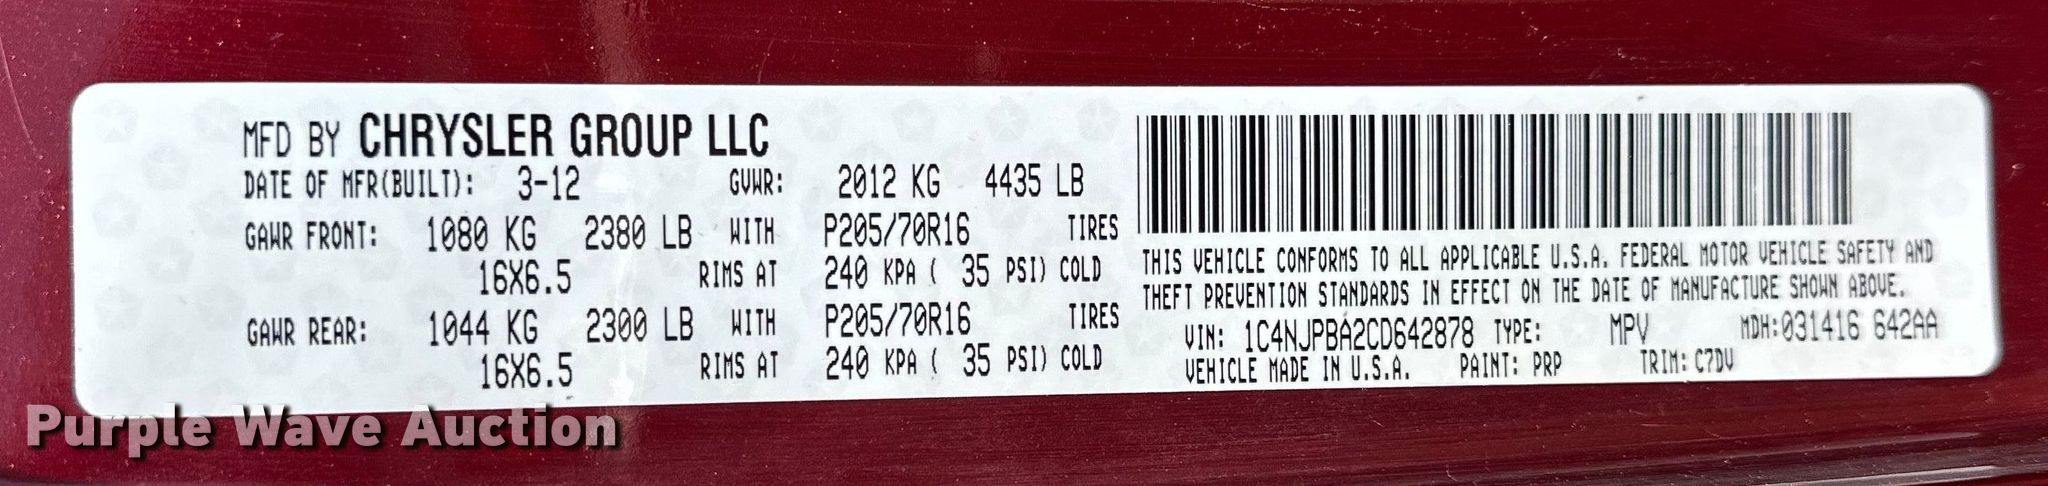 MFD BY CHRYSLER GROUP LLC
DATE OF MFR(BUILT): 3-12 GVWR: 2012 KG 4435 LB
GAWR FRONT: 1080 KG 2380 LB WITH P205/70R16 TIRES
16X6.5 RIMS AT 240 KPA ( 35 PSI) COLD
GAWR REAR: 1044 KG 2300 LB WITH P205/70R16 TIRES
16X6.5 RIMS AT 240 KPA ( 35 PSI) COLD
THIS VEHICLE CONFORMS TO ALL APPLICABLE U.S.A. FEDERAL MOTOR VEHICLE SAFETY AND
THEFT PREVENTION STANDARDS IN EFFECT ON THE DATE OF MANUFACTURE SHOWN ABOVE.
VIN: 1C4NJPBA2CD642878 TYPE: MPV MDH:031416 642AA
VEHICLE MADE IN U.S.A. PAINT: PRP TRIM: C7DV
Purple Wave Auction